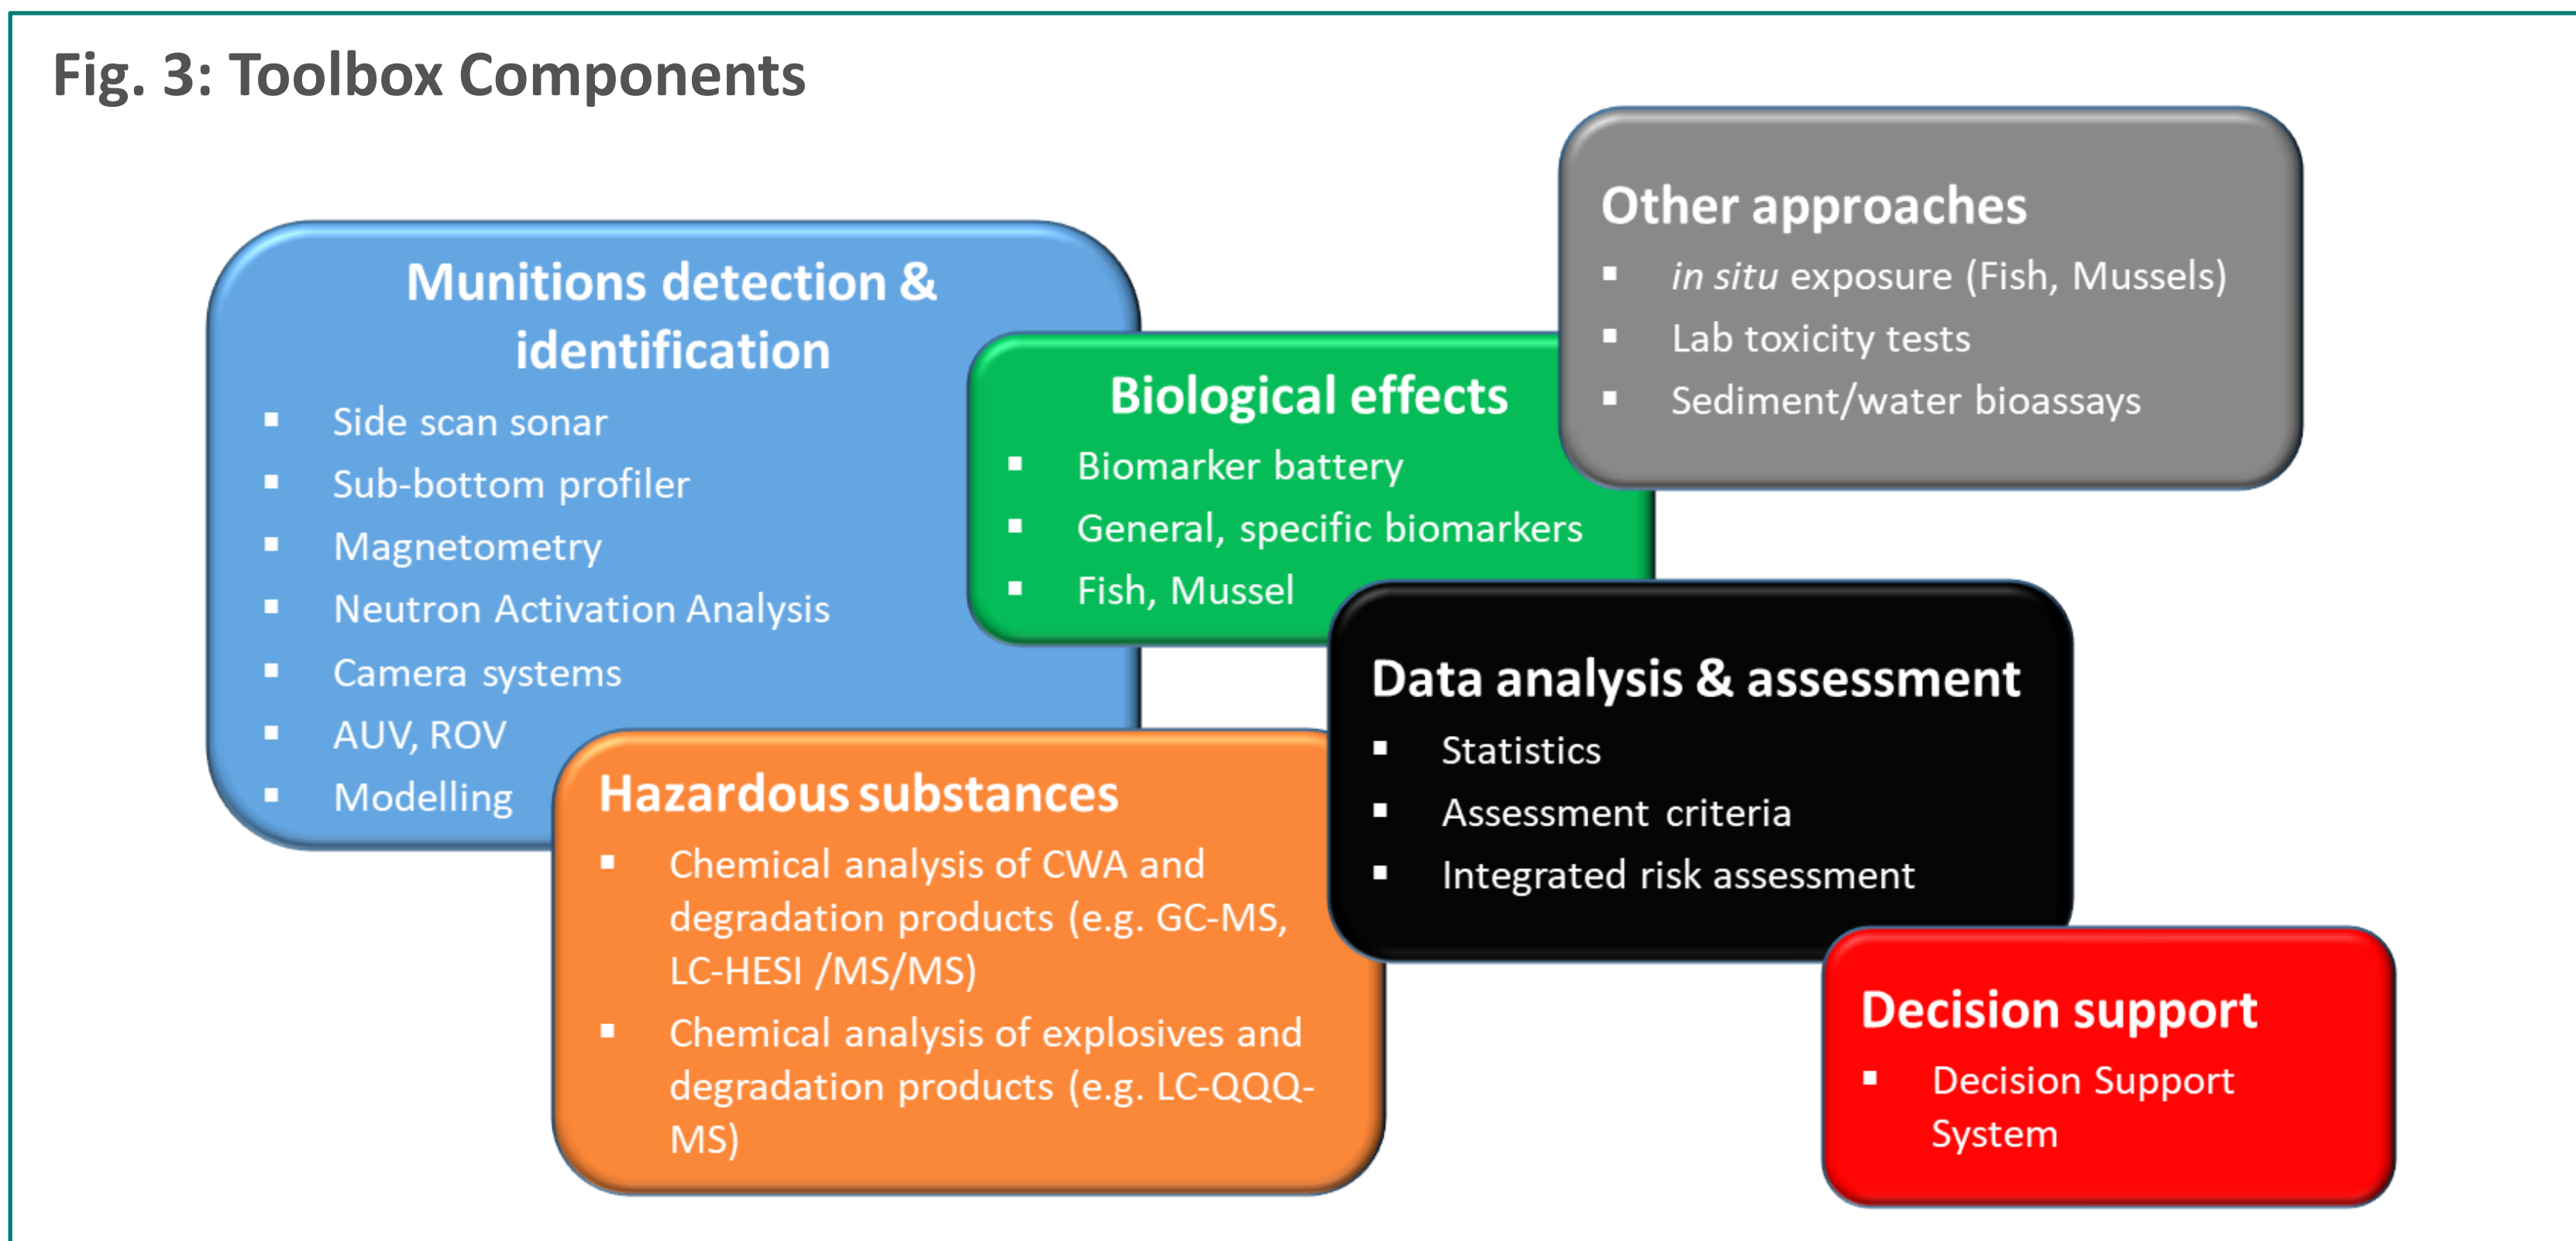 Fig. 3: Toolbox Components
Munitions detection &
identification
▪ Side scan sonar
▪ Sub-bottom profiler
▪ Magnetometry
▪ Neutron Activation Analysis
▪ Camera systems
▪ AUV, ROV
▪ Modelling
Biological effects
▪ Biomarker battery
▪ General, specific biomarkers
▪ Fish, Mussel
Other approaches
▪ in situ exposure (Fish, Mussels)
▪ Lab toxicity tests
▪ Sediment/water bioassays
Hazardous substances
▪ Chemical analysis of CWA and
degradation products (e.g. GC-MS,
LC-HESI /MS/MS)
▪ Chemical analysis of explosives and
degradation products (e.g. LC-QQQ-
MS)
Data analysis & assessment
▪ Statistics
▪ Assessment criteria
▪ Integrated risk assessment
Decision support
▪ Decision Support
System